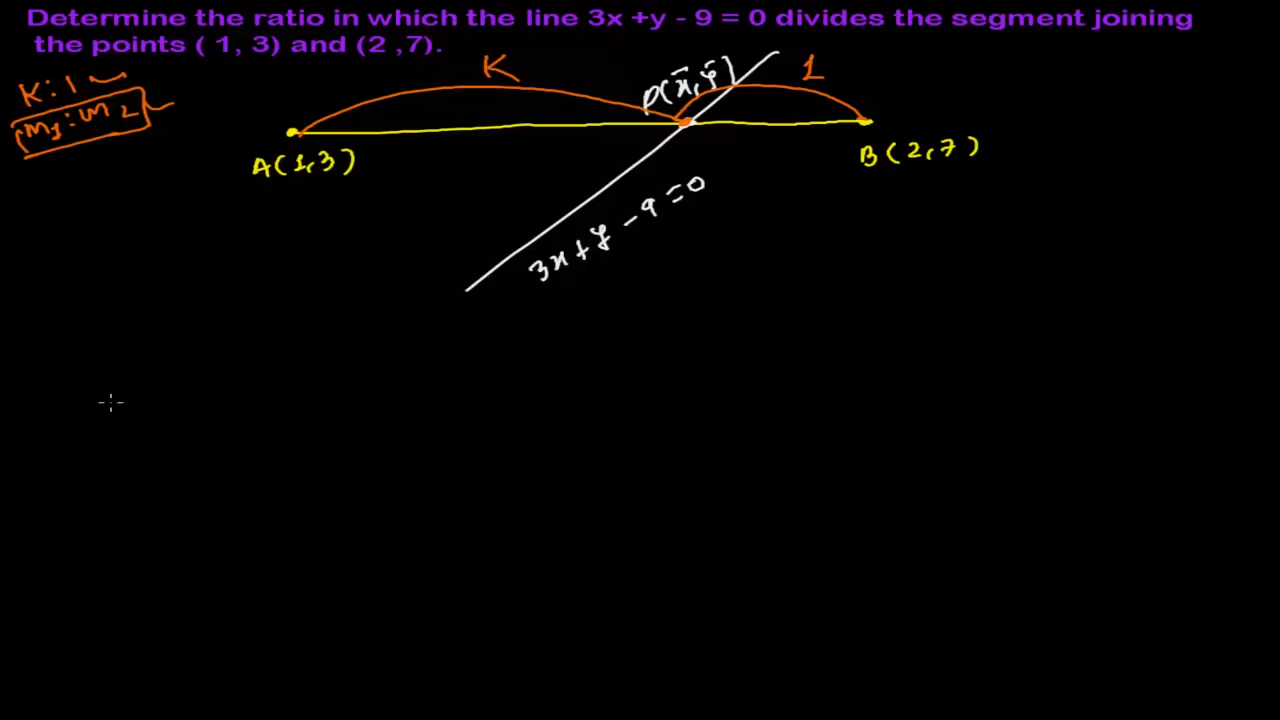 Determine the ratio in which the line 3x +y - 9 = 0 divides the segment joining
the points ( 1, 3) and (2 ,7).
K:1
m1:m2
K
P(x̄,ȳ)
1
A(1,3)
B(2,7)
3x+y-9=0